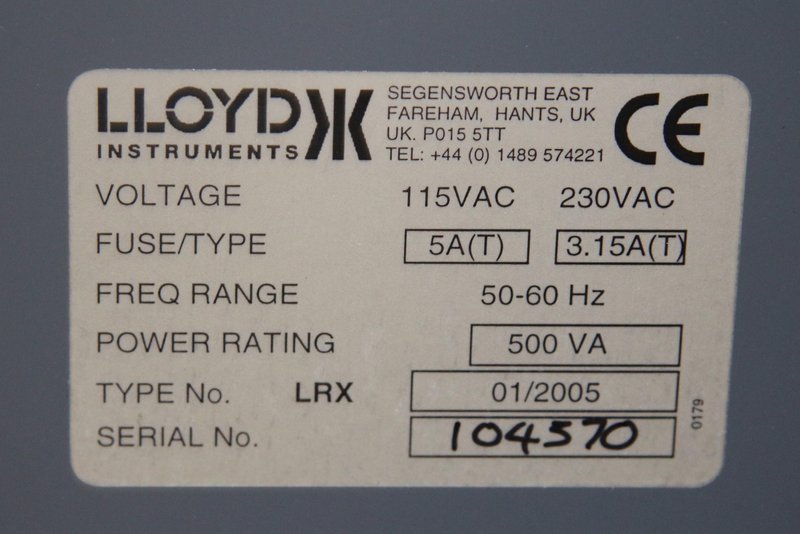 LLOYD
INSTRUMENTS
SEGENSWORTH EAST
FAREHAM, HANTS, UK
UK. P015 5TT
TEL: +44 (0) 1489 574221
CE
VOLTAGE 115VAC 230VAC
FUSE/TYPE 5A(T) 3.15A(T)
FREQ RANGE 50-60 Hz
POWER RATING 500 VA
TYPE No. LRX 01/2005
SERIAL No. 104570
0179